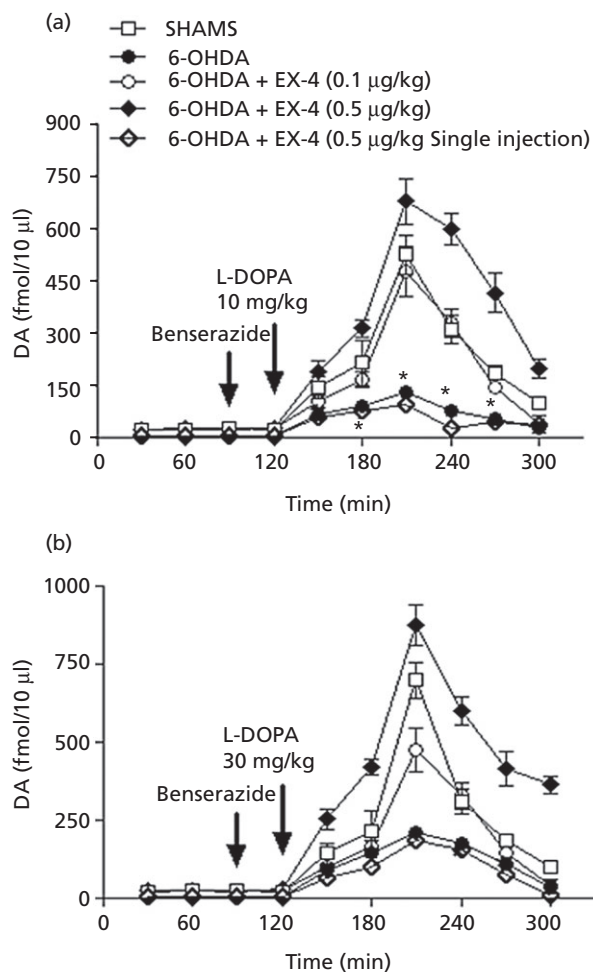 (a)
SHAMS
6-OHDA
6-OHDA + EX-4 (0.1 µg/kg)
6-OHDA + EX-4 (0.5 µg/kg)
6-OHDA + EX-4 (0.5 µg/kg Single injection)
900
750
600
450
300
150
0
DA (fmol/10 µl)
L-DOPA
10 mg/kg
Benserazide
*
*
*
*
0
60
120
180
240
300
Time (min)
(b)
1000
750
500
250
0
DA (fmol/10 µl)
L-DOPA
30 mg/kg
Benserazide
0
60
120
180
240
300
Time (min)